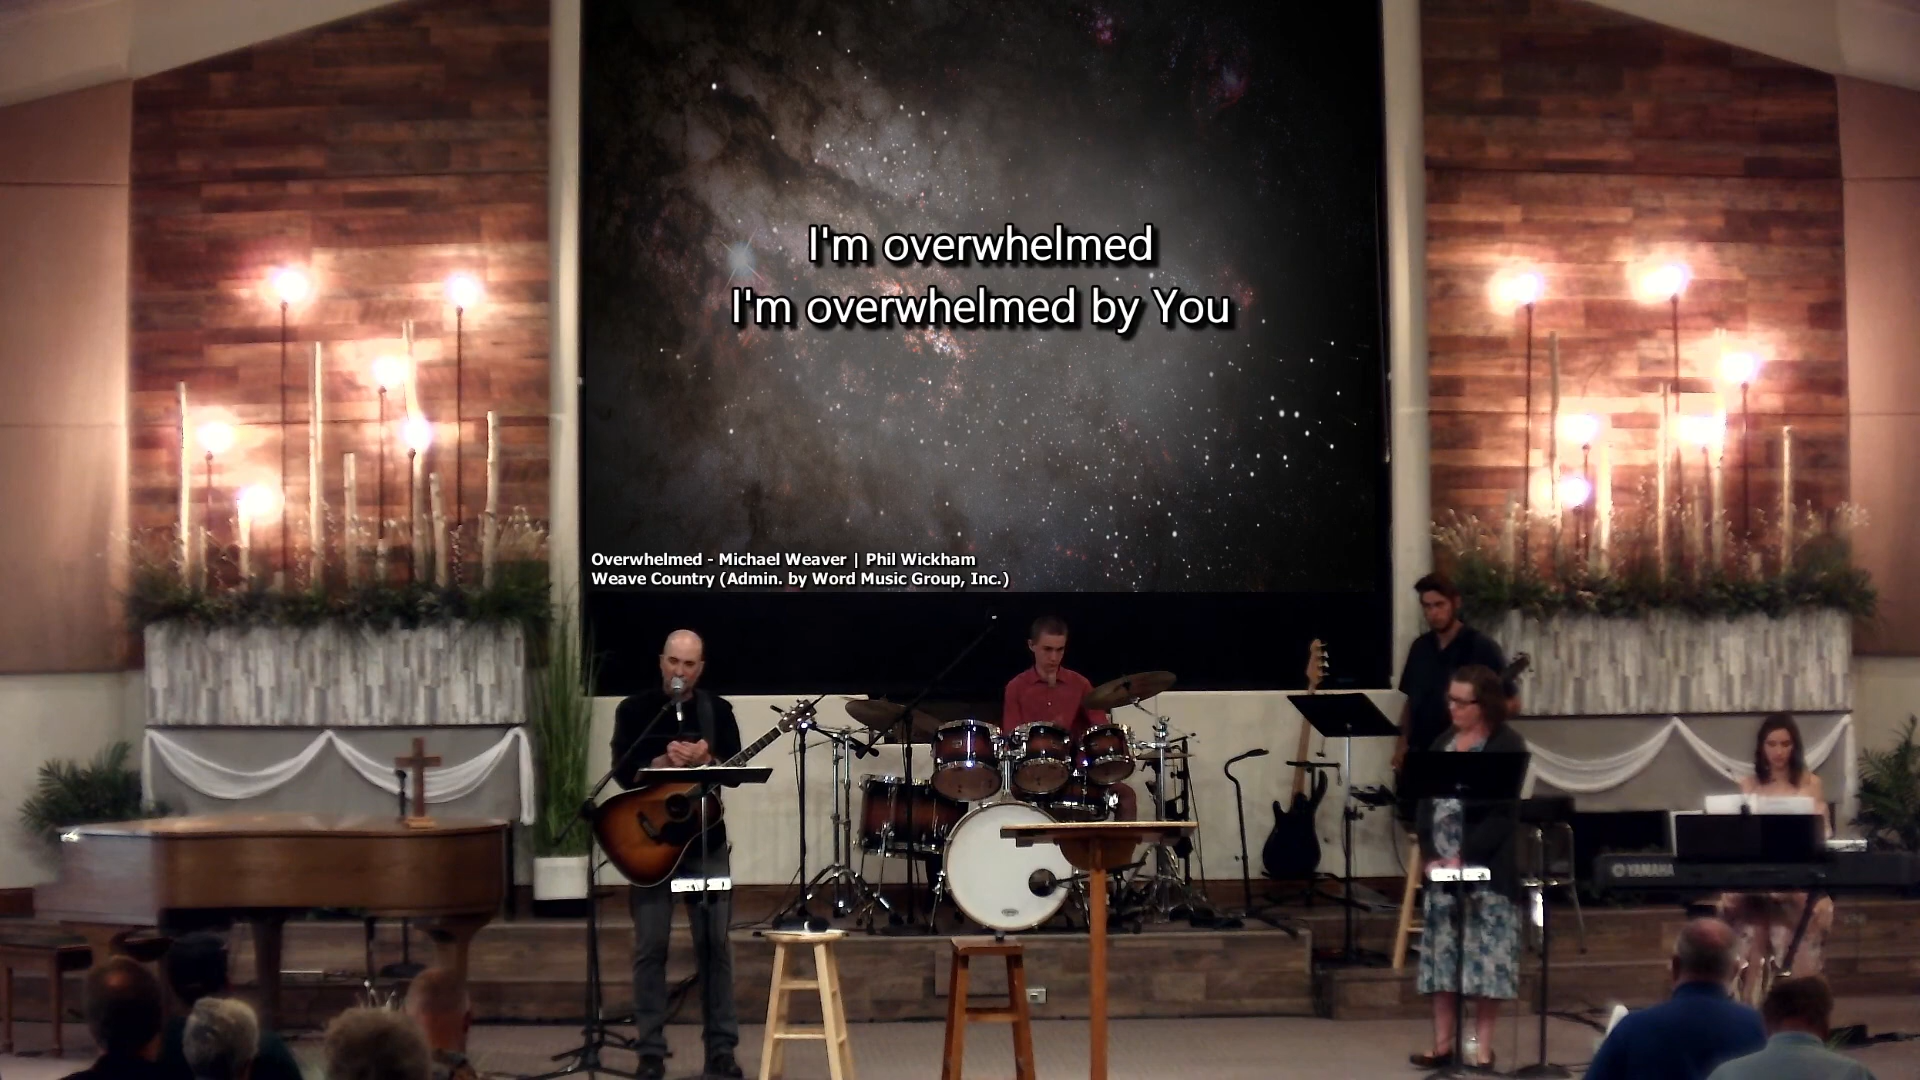 I'm overwhelmed
I'm overwhelmed by You
Overwhelmed - Michael Weaver | Phil Wickham
Weave Country (Admin. by Word Music Group, Inc.)
YAMAHA